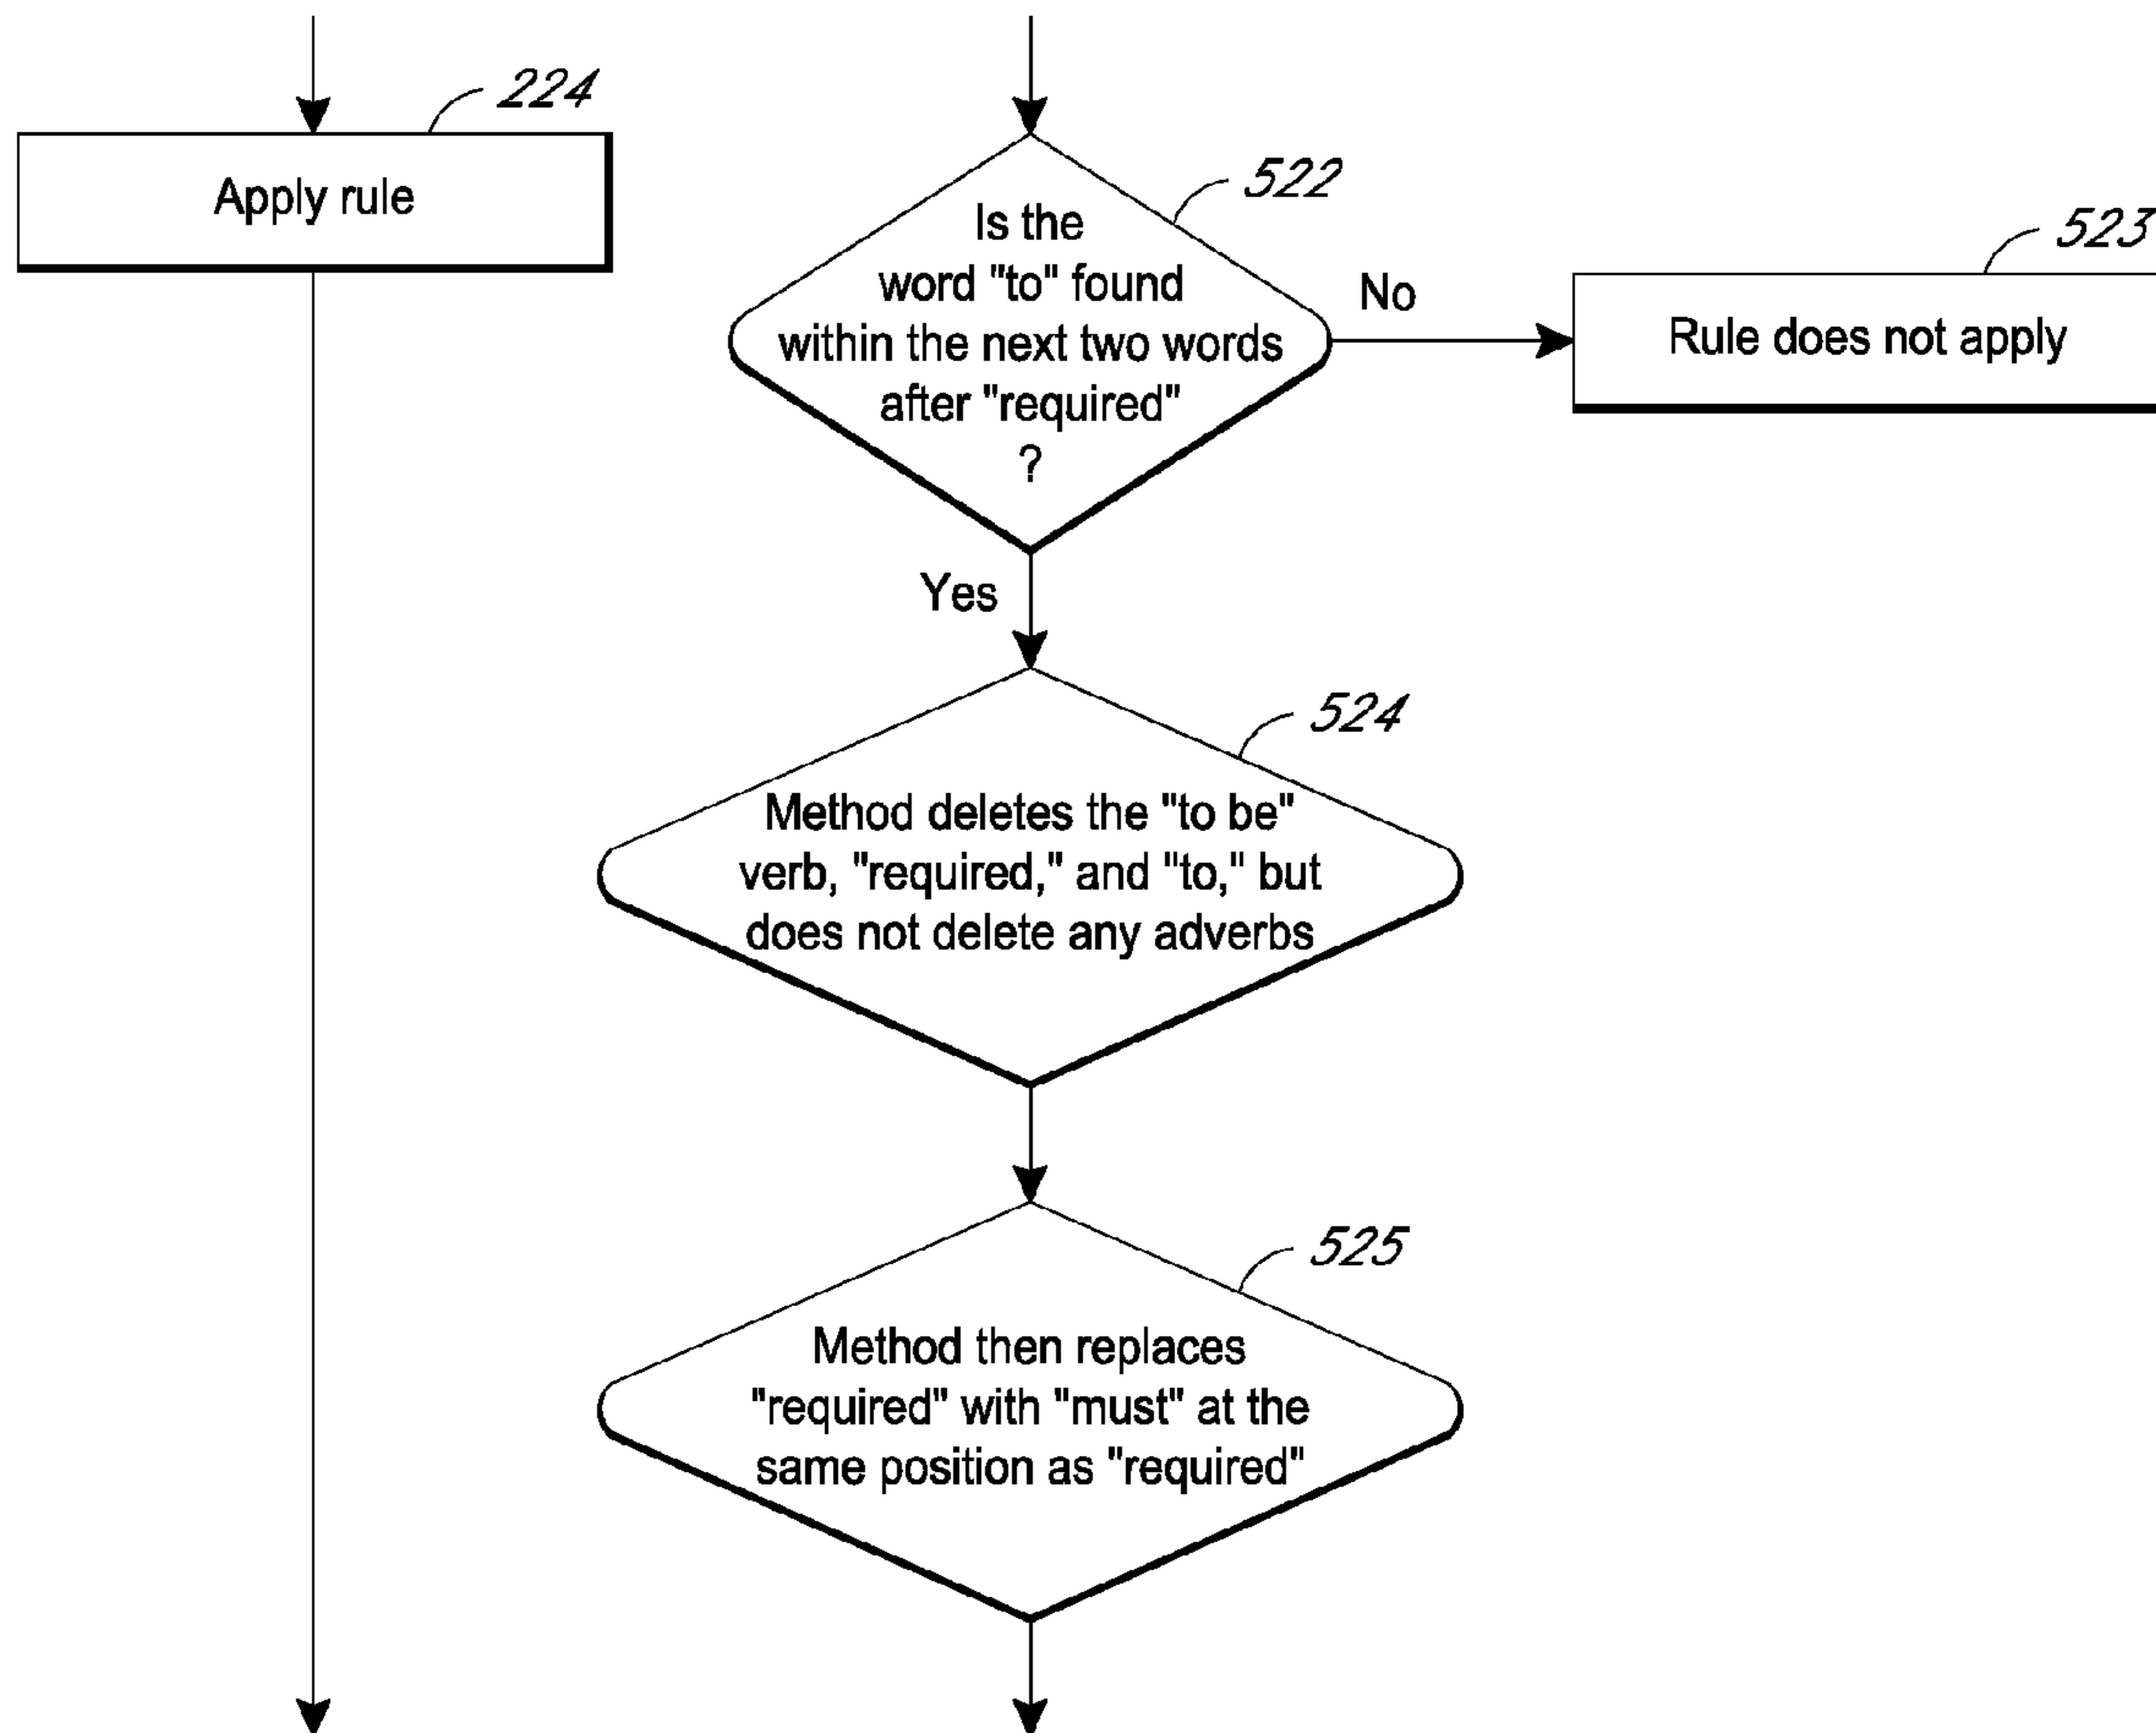 224
Apply rule
522
Is the
word "to" found
within the next two words
after "required"
?
No
523
Rule does not apply
Yes
524
Method deletes the "to be"
verb, "required," and "to," but
does not delete any adverbs
525
Method then replaces
"required" with "must" at the
same position as "required"